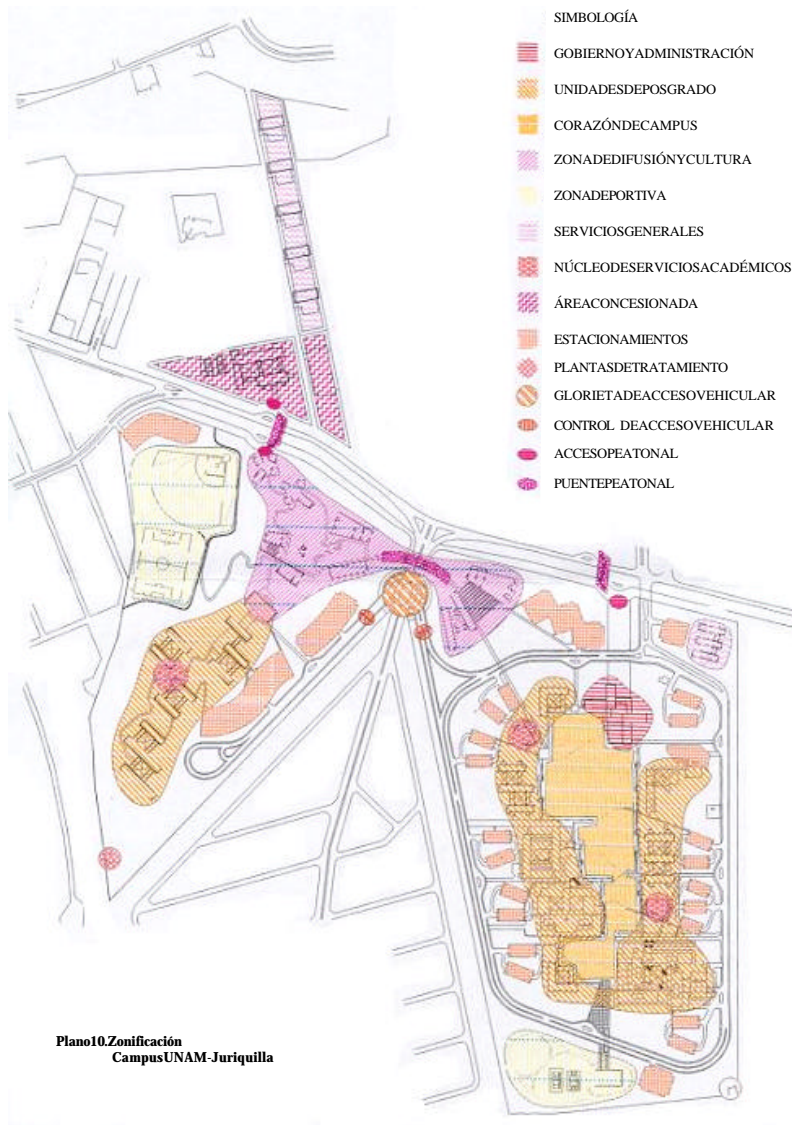 SIMBOLOGÍA
GOBIERNOYADMINISTRACIÓN
UNIDADESDEPOSGRADO
CORAZÓNDECAMPUS
ZONADEDIFUSIÓNYCULTURA
ZONADEPORTIVA
SERVICIOSGENERALES
NÚCLEODESERVICIOSACADÉMICOS
ÁREACONCESIONADA
ESTACIONAMIENTOS
PLANTASDETRATAMIENTO
GLORIETADEACCESOVEHICULAR
CONTROL DEACCESOVEHICULAR
ACCESOPEATONAL
PUENTEPEATONAL
Plano10.Zonificación
CampusUNAM-Juriquilla